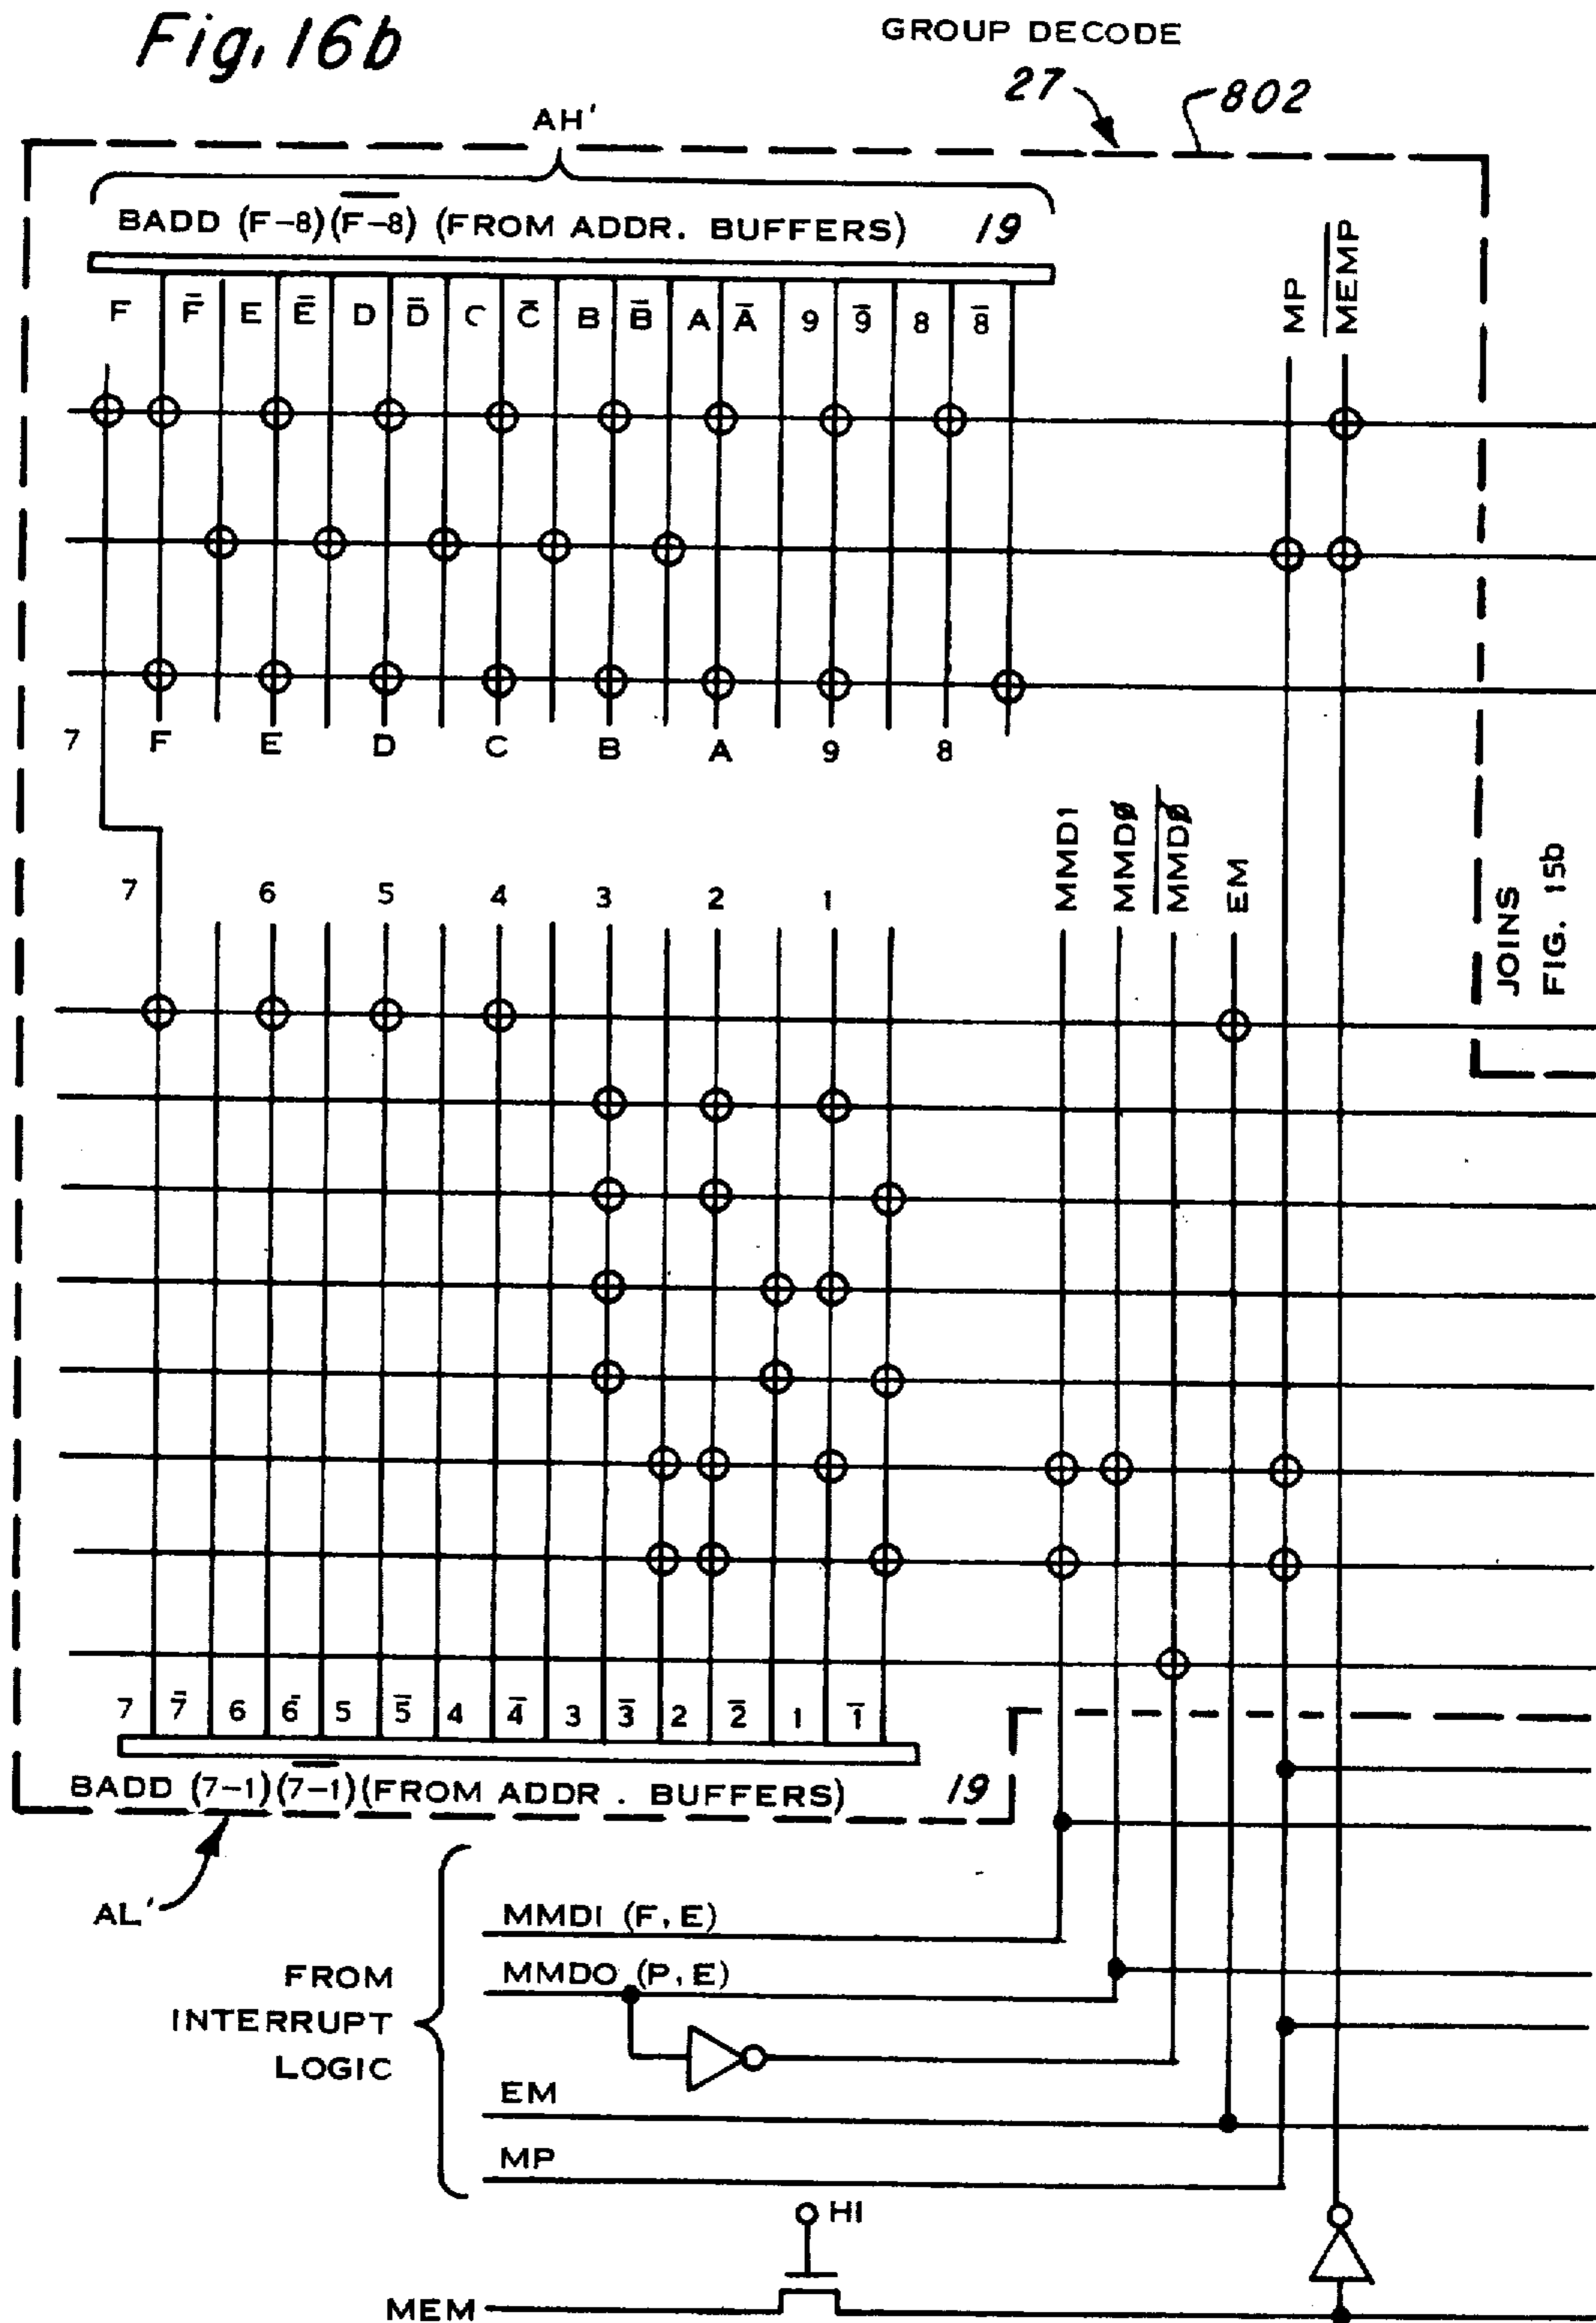 Fig. 16b
GROUP DECODE
27
802
AH'
BADD (F-8)(F̅-̅8̅) (FROM ADDR. BUFFERS) 19
F F̄ E Ē D D̄ C C̄ B B̄ A Ā 9 9̄ 8 8̄
MP
M̅E̅M̅P̅
7 F E D C B A 9 8
7 6 5 4 3 2 1
MMD1
MMDØ
M̅M̅D̅Ø̅
EM
JOINS
FIG. 15b
7 7̄ 6 6̄ 5 5̄ 4 4̄ 3 3̄ 2 2̄ 1 1̄
BADD (7-1)(7̅-̅1̅)(FROM ADDR. BUFFERS) 19
AL'
FROM
INTERRUPT
LOGIC
MMDI (F,E)
MMDO (P,E)
EM
MP
HI
MEM